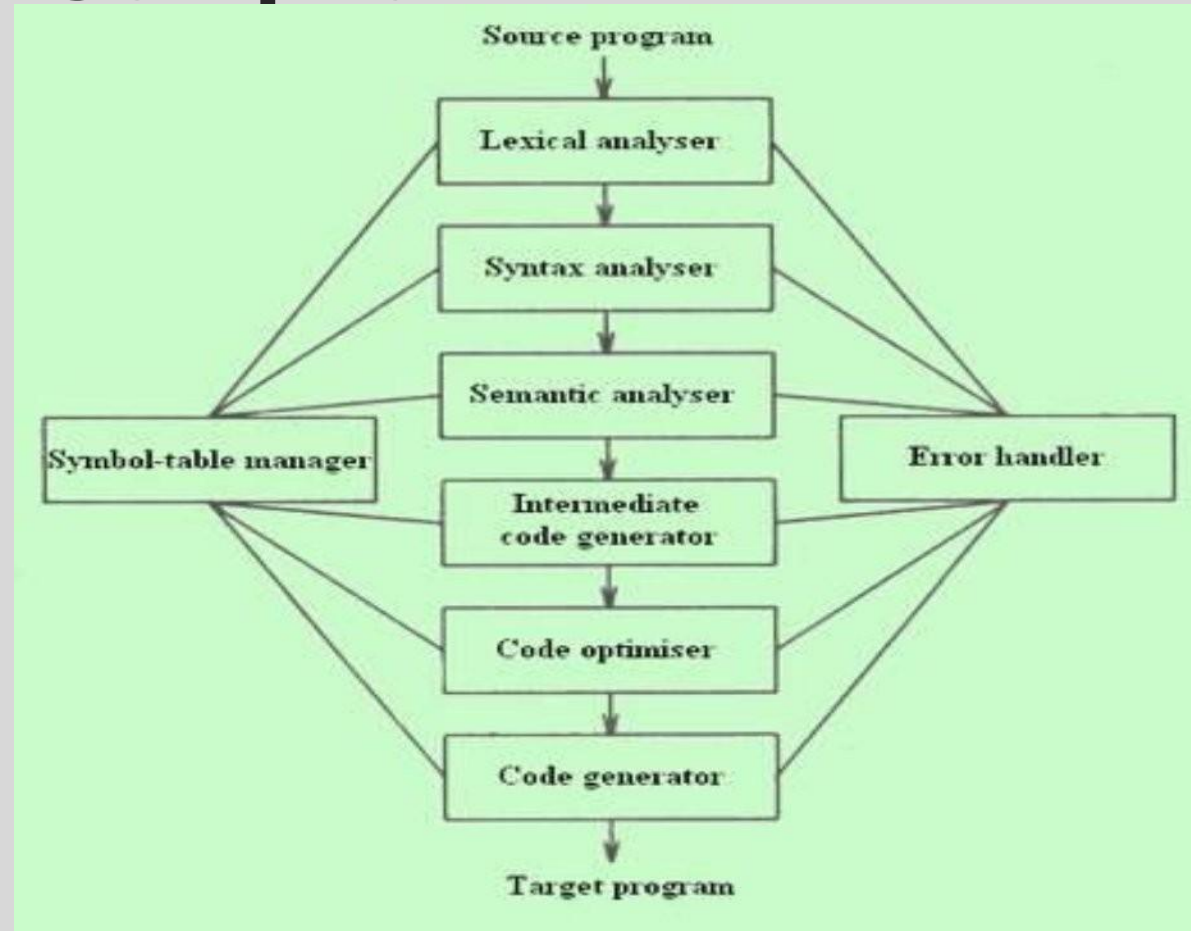 Source program
Lexical analyser
Syntax analyser
Semantic analyser
Symbol-table manager
Error handler
Intermediate
code generator
Code optimiser
Code generator
Target program